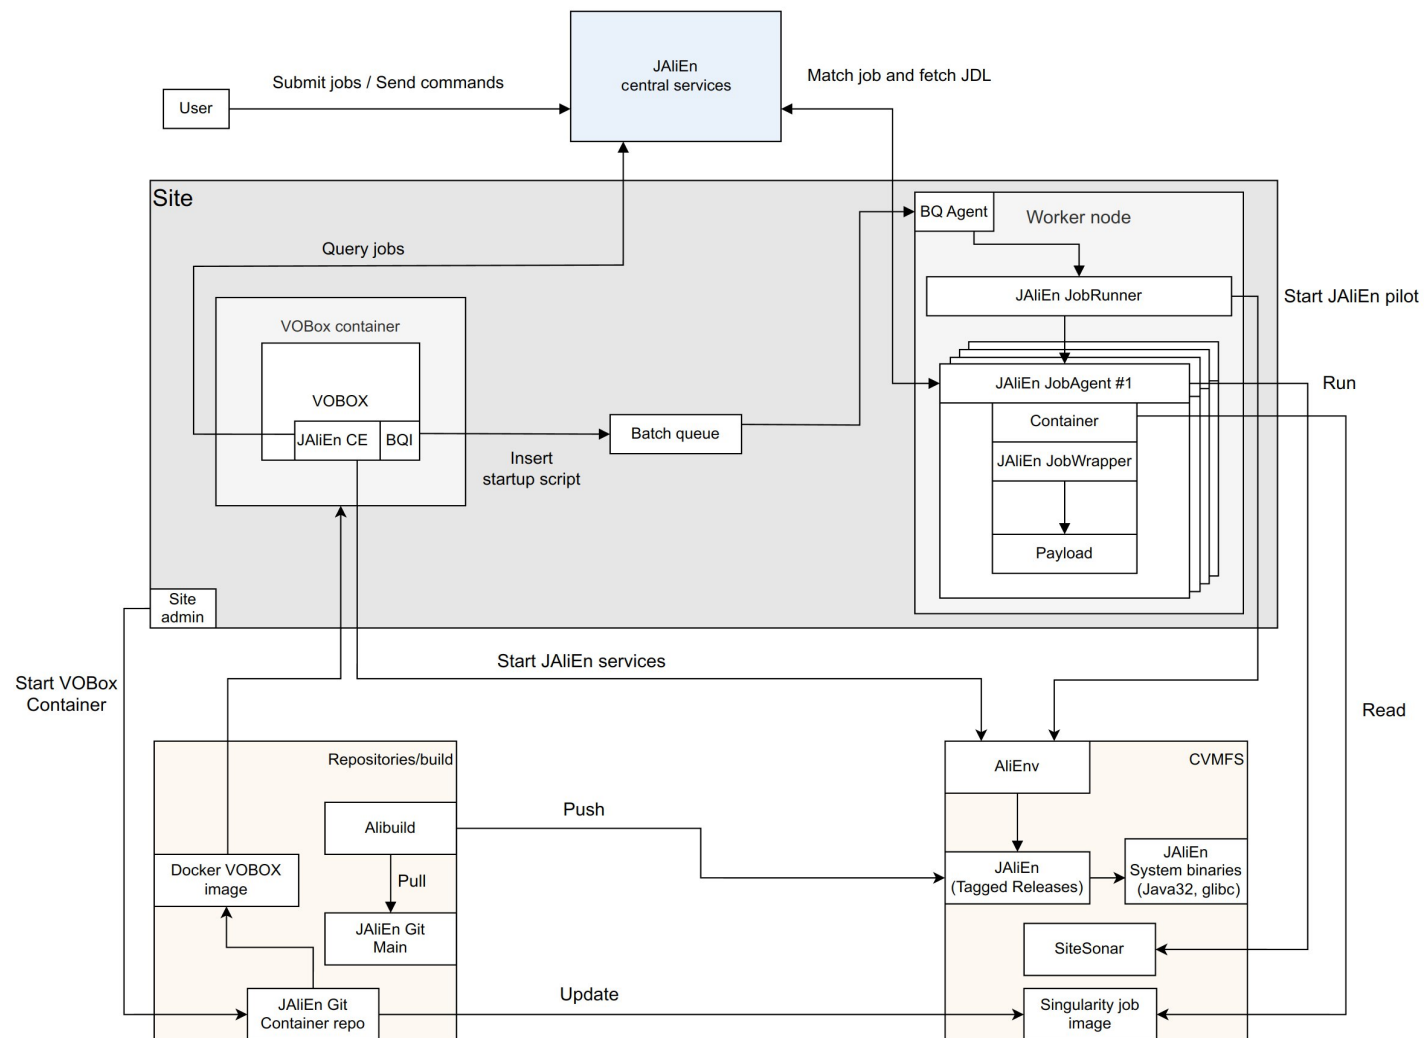 JAliEn
central services
Submit jobs / Send commands
Match job and fetch JDL
User
Site
BQ Agent
Worker node
Query jobs
JAliEn JobRunner
Start JAliEn pilot
VOBox container
JAliEn JobAgent #1
Run
VOBOX
Container
JAliEn CE
BQI
Batch queue
JAliEn JobWrapper
Insert
startup script
Payload
Site
admin
Start JAliEn services
Start VOBox
Container
Read
Repositories/build
AliEnv
CVMFS
Push
Alibuild
Docker VOBOX
image
Pull
JAliEn
(Tagged Releases)
JAliEn
System binaries
(Java32, glibc)
JAliEn Git
Main
SiteSonar
Update
JAliEn Git
Container repo
Singularity job
image